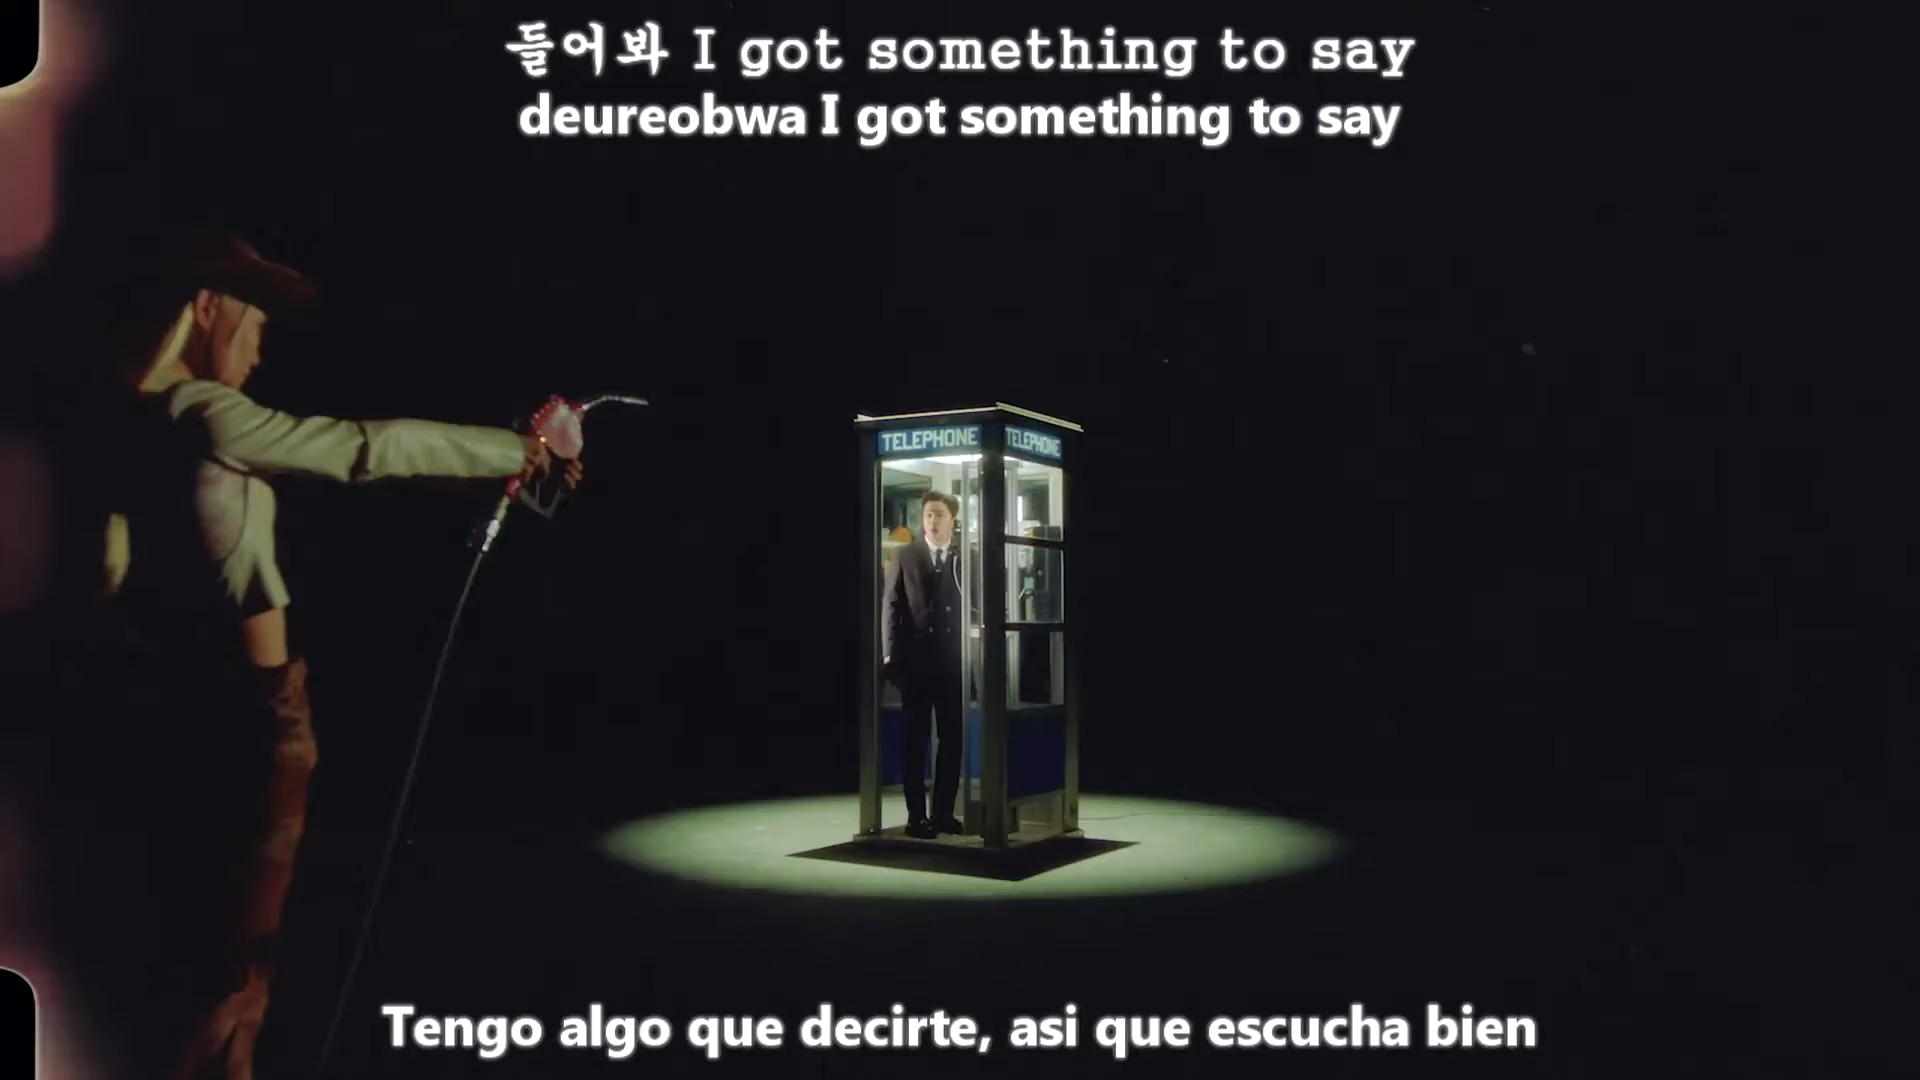 들어봐 I got something to say
deureobwa I got something to say
TELEPHONE TELEPHONE
Tengo algo que decirte, asi que escucha bien